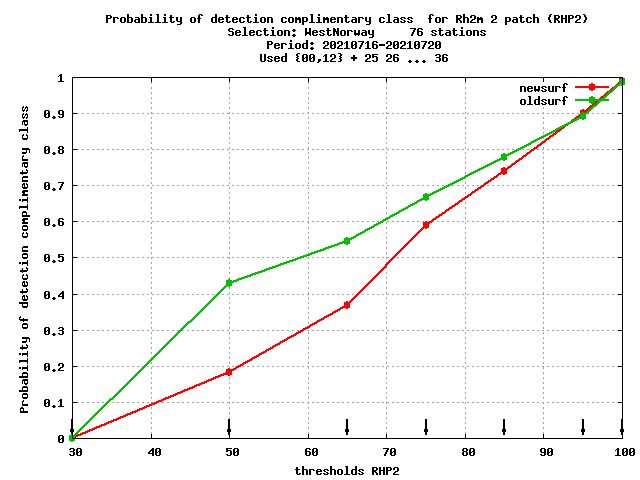 Probability of detection complimentary class  for Rh2m 2 patch (RHP2)
Selection: WestNorway     76 stations
Period: 20210716-20210720
Used {00,12} + 25 26 ... 36
newsurf
oldsurf
Probability of detection complimentary class
1
0,9
0,8
0,7
0,6
0,5
0,4
0,3
0,2
0,1
0
30 40 50 60 70 80 90 100
thresholds RHP2